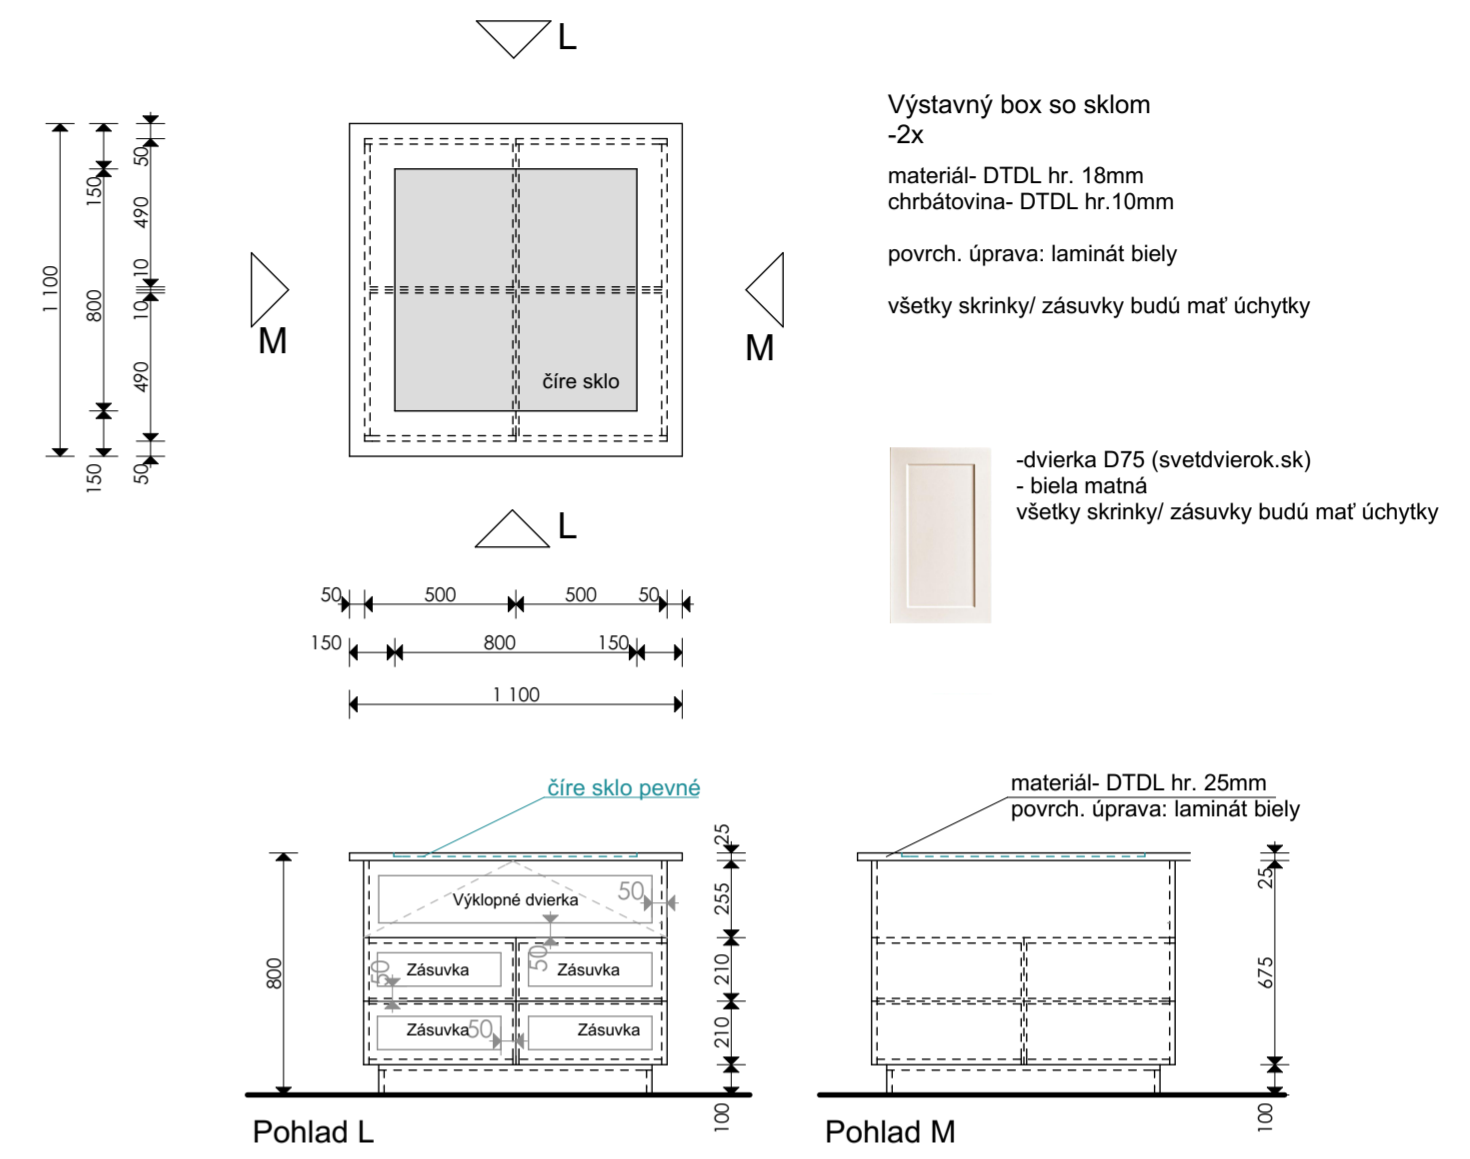 L
Výstavný box so sklom
-2x
materiál- DTDL hr. 18mm
chrbátovina- DTDL hr.10mm
povrch. úprava: laminát biely
všetky skrinky/ zásuvky budú mať úchytky
1 100
150
800
150
50
490
10
10
490
50
M
M
číre sklo
L
-dvierka D75 (svetdvierok.sk)
- biela matná
všetky skrinky/ zásuvky budú mať úchytky
50 500 500 50
150 800 150
1 100
číre sklo pevné
materiál- DTDL hr. 25mm
povrch. úprava: laminát biely
800
Výklopné dvierka
50
50
50
Zásuvka
Zásuvka
Zásuvka
50
Zásuvka
25
255
210
210
100
25
675
100
Pohlad L
Pohlad M